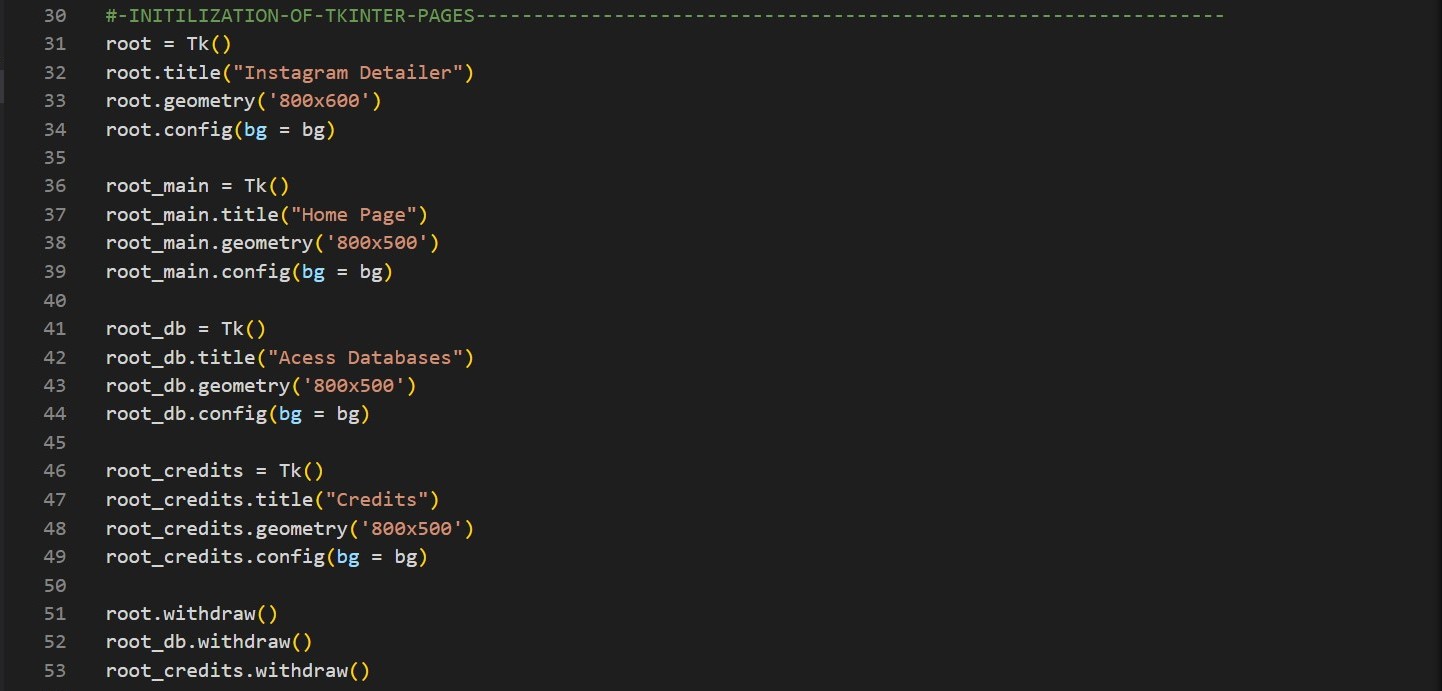 30 #-INITILIZATION-OF-TKINTER-PAGES-----------------------------------------------------------------
31 root = Tk()
32 root.title("Instagram Detailer")
33 root.geometry('800x600')
34 root.config(bg = bg)
35
36 root_main = Tk()
37 root_main.title("Home Page")
38 root_main.geometry('800x500')
39 root_main.config(bg = bg)
40
41 root_db = Tk()
42 root_db.title("Acess Databases")
43 root_db.geometry('800x500')
44 root_db.config(bg = bg)
45
46 root_credits = Tk()
47 root_credits.title("Credits")
48 root_credits.geometry('800x500')
49 root_credits.config(bg = bg)
50
51 root.withdraw()
52 root_db.withdraw()
53 root_credits.withdraw()